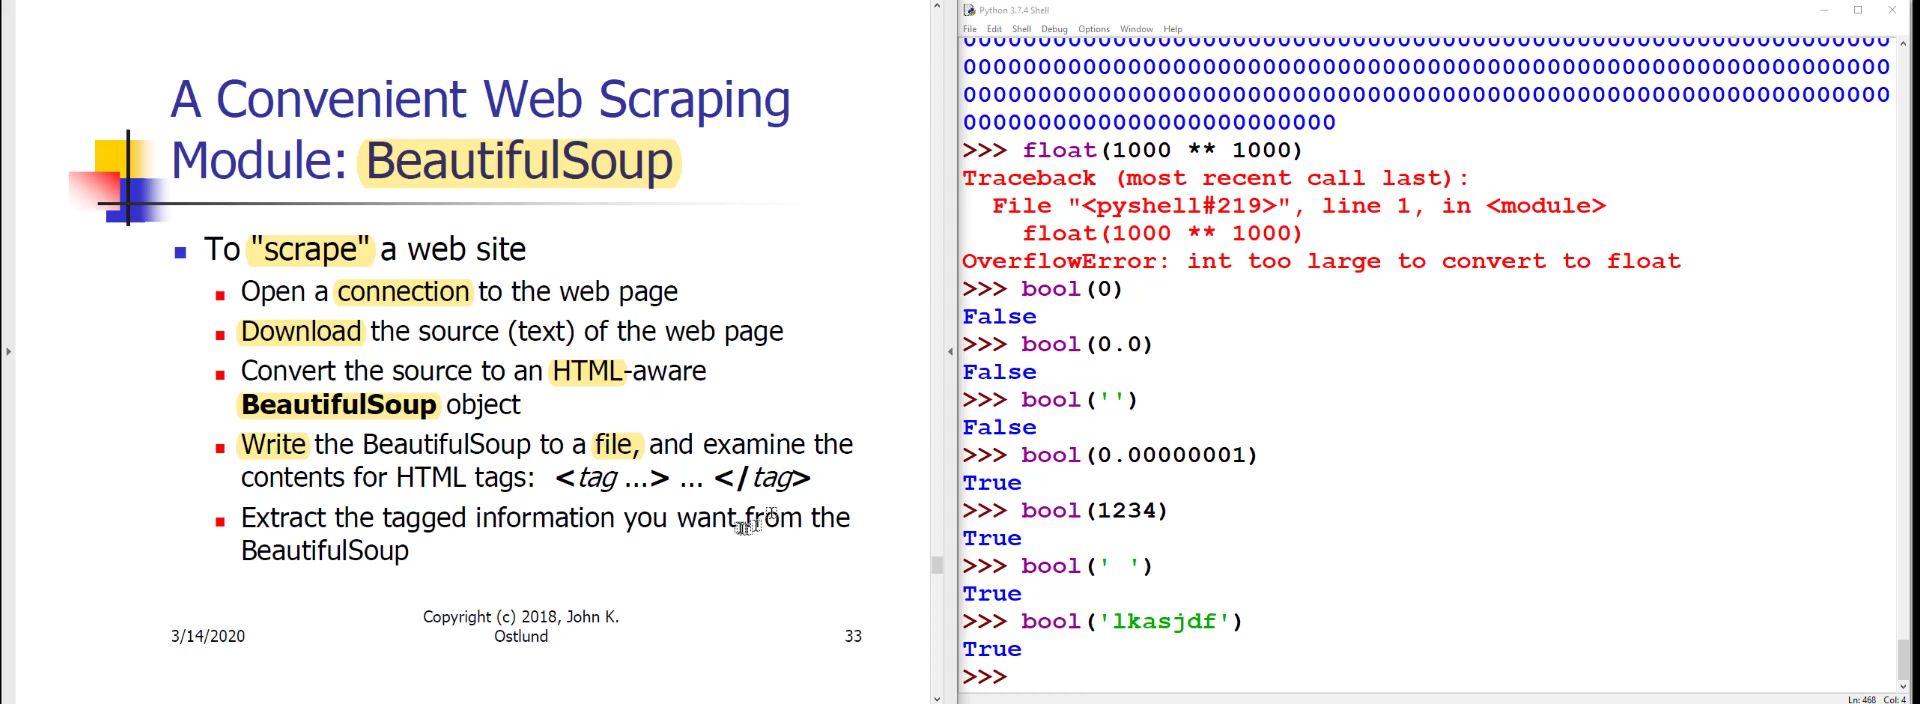 A Convenient Web Scraping
Module: BeautifulSoup
To "scrape" a web site
Open a connection to the web page
Download the source (text) of the web page
Convert the source to an HTML-aware
BeautifulSoup object
Write the BeautifulSoup to a file, and examine the
contents for HTML tags: <tag ...> ... </tag>
Extract the tagged information you want from the
BeautifulSoup
Copyright (c) 2018, John K.
3/14/2020 Ostlund 33
Python 3.7.4 Shell
File Edit Shell Debug Options Window Help
00000000000000000000000
>>> float(1000 ** 1000)
Traceback (most recent call last):
File "<pyshell#219>", line 1, in <module>
float(1000 ** 1000)
OverflowError: int too large to convert to float
>>> bool(0)
False
>>> bool(0.0)
False
>>> bool('')
False
>>> bool(0.00000001)
True
>>> bool(1234)
True
>>> bool(' ')
True
>>> bool('lkasjdf')
True
>>>
Ln: 468 Col: 4